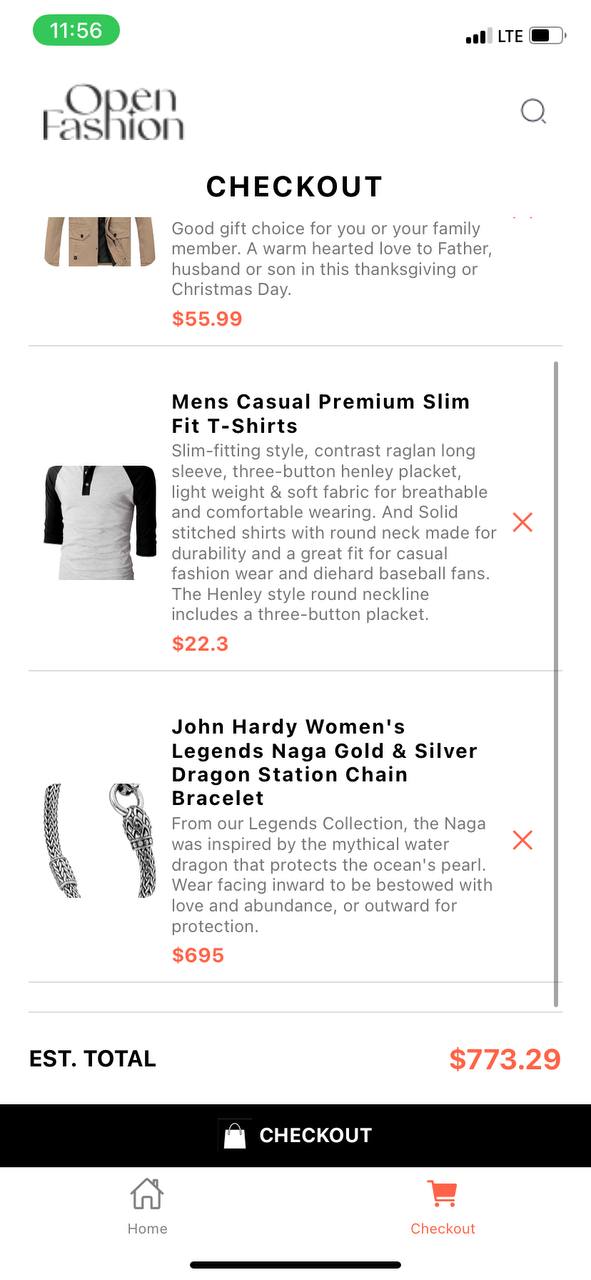 11:56
LTE
Open
Fashion
CHECKOUT
Good gift choice for you or your family
member. A warm hearted love to Father,
husband or son in this thanksgiving or
Christmas Day.
$55.99
Mens Casual Premium Slim
Fit T-Shirts
Slim-fitting style, contrast raglan long
sleeve, three-button henley placket,
light weight & soft fabric for breathable
and comfortable wearing. And Solid
stitched shirts with round neck made for
durability and a great fit for casual
fashion wear and diehard baseball fans.
The Henley style round neckline
includes a three-button placket.
$22.3
John Hardy Women's
Legends Naga Gold & Silver
Dragon Station Chain
Bracelet
From our Legends Collection, the Naga
was inspired by the mythical water
dragon that protects the ocean's pearl.
Wear facing inward to be bestowed with
love and abundance, or outward for
protection.
$695
EST. TOTAL $773.29
CHECKOUT
Home Checkout